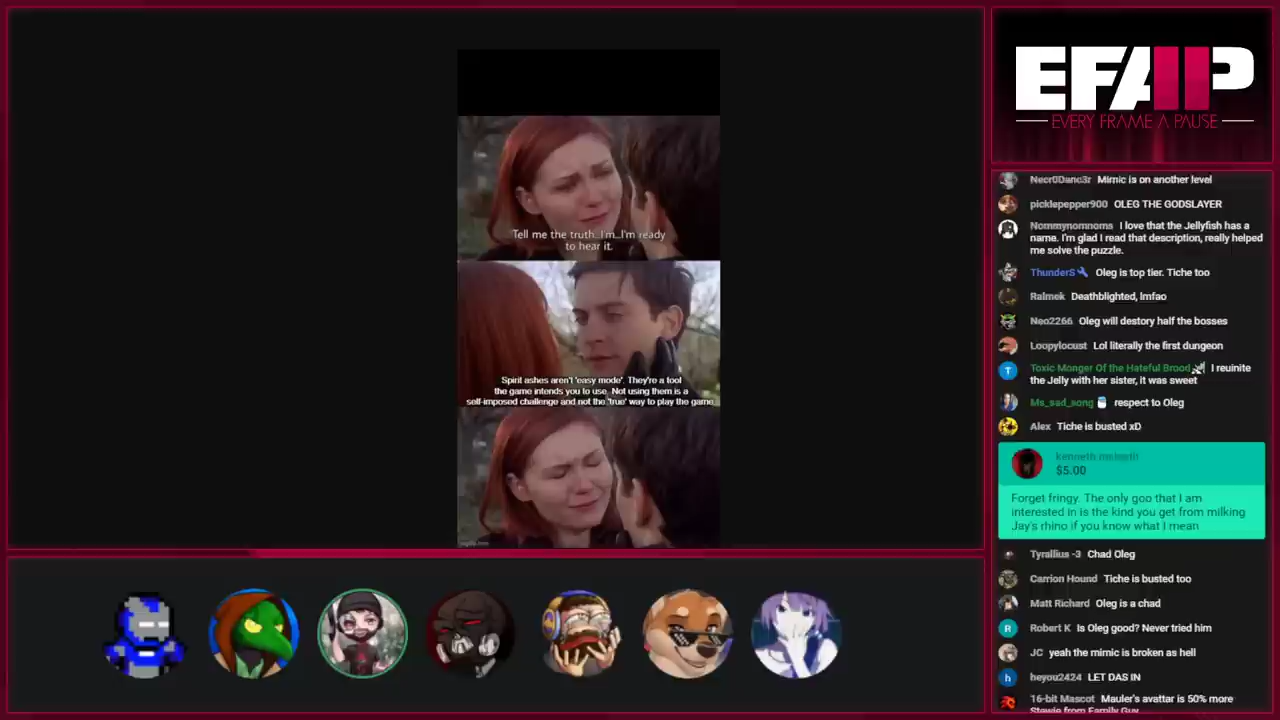 EFAP
EVERY FRAME A PAUSE
Tell me the truth...I'm...I'm ready
to hear it.
Spirit ashes aren't 'easy mode'. They're a tool
the game intends you to use. Not using them is a
self-imposed challenge and not the 'true' way to play the game.
Necr0Danc3r Mimic is on another level
picklepepper900 OLEG THE GODSLAYER
Nommynomnoms I love that the Jellyfish has a
name. I'm glad I read that description, really helped
me solve the puzzle.
ThunderS Oleg is top tier. Tiche too
Ralmek Deathblighted, lmfao
Neo2266 Oleg will destory half the bosses
Loopylocust Lol literally the first dungeon
T
Toxic Monger Of the Hateful Brood I reuinite
the Jelly with her sister, it was sweet
Ms_sad_song respect to Oleg
Alex Tiche is busted xD
kenneth
$5.00
Forget fringy. The only goo that I am
interested in is the kind you get from milking
Jay's rhino if you know what I mean
Tyrallius -3 Chad Oleg
Carrion Hound Tiche is busted too
Matt Richard Oleg is a chad
R
Robert K Is Oleg good? Never tried him
JC yeah the mimic is broken as hell
h
heyou2424 LET DAS IN
16-bit Mascot Mauler's avattar is 50% more
Stewie from Family Guy